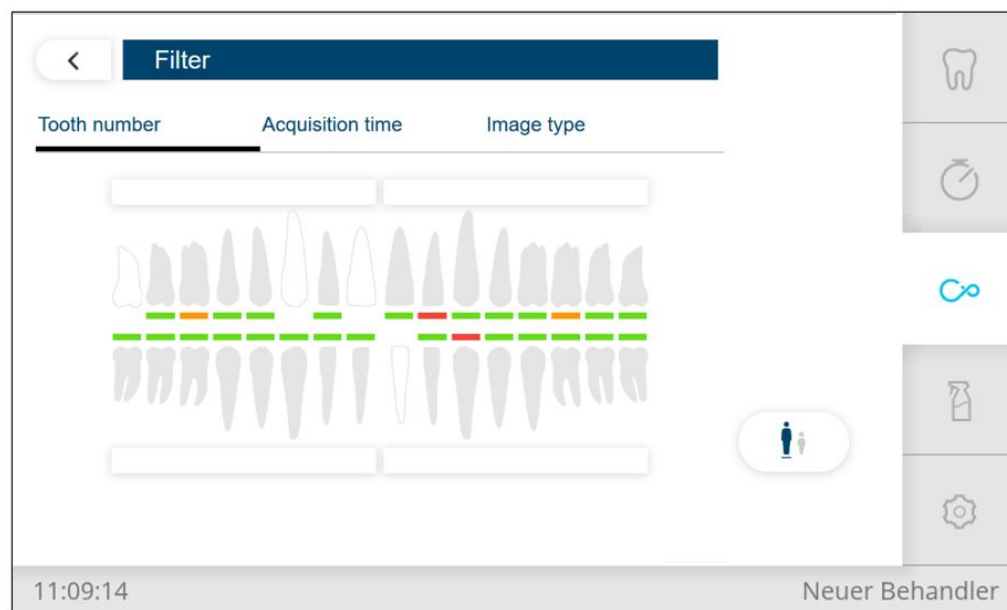 Filter
Tooth number Acquisition time Image type
11:09:14 Neuer Behandler